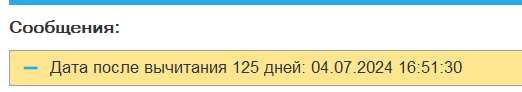 Сообщения:
– Дата после вычитания 125 дней: 04.07.2024 16:51:30